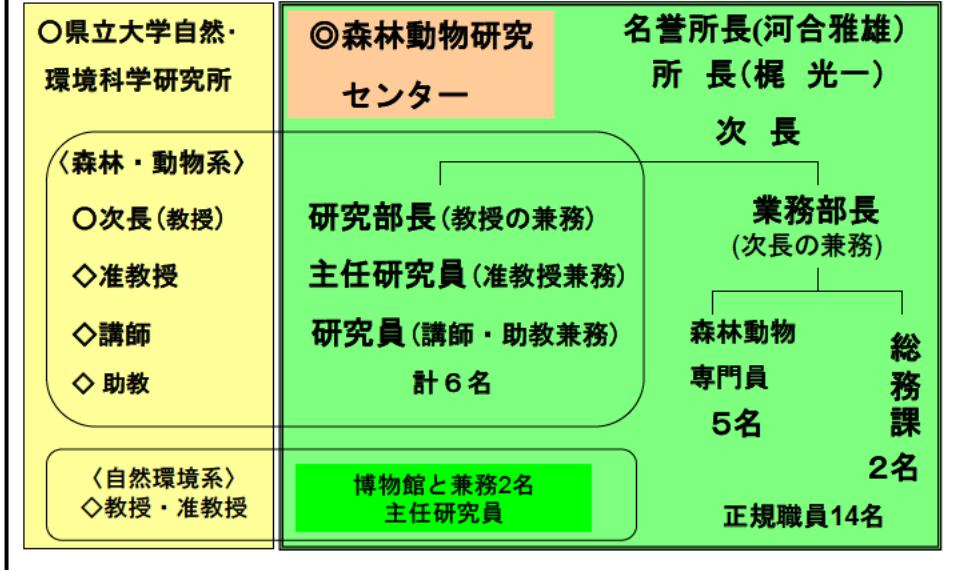 〇県立大学自然・
環境科学研究所
〈森林・動物系〉
〇次長(教授)
◇准教授
◇講師
◇ 助教
〈自然環境系〉
◇教授・准教授
◎森林動物研究
センター
名誉所長(河合雅雄)
所 長(梶 光一)
次 長
研究部長(教授の兼務)
主任研究員(准教授兼務)
研究員(講師・助教兼務)
計6名
業務部長
(次長の兼務)
森林動物
専門員
5名
総務課
2名
博物館と兼務2名
主任研究員
正規職員14名